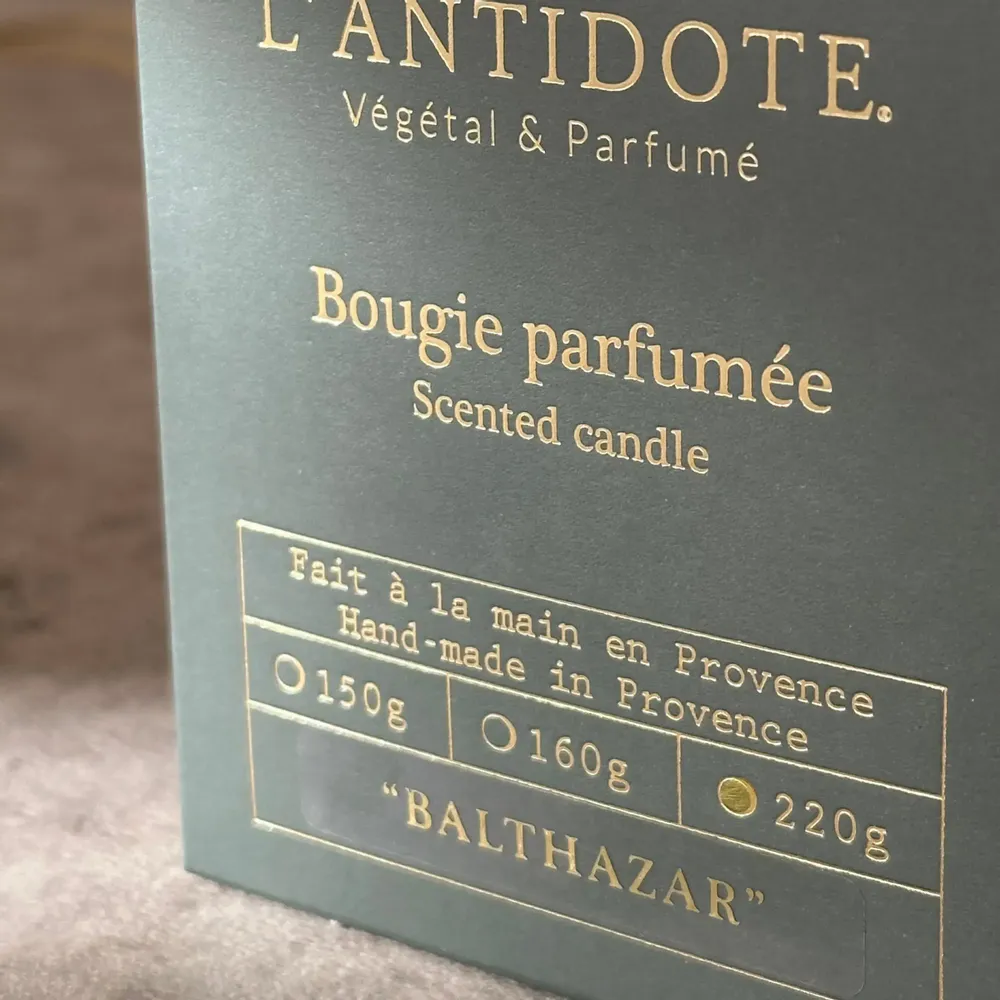 L'ANTIDOTE®
Végétal & Parfumé
Bougie parfumée
Scented candle
Fait à la main en Provence
Hand-made in Provence
150g 160g 220g
“BALTHAZAR”